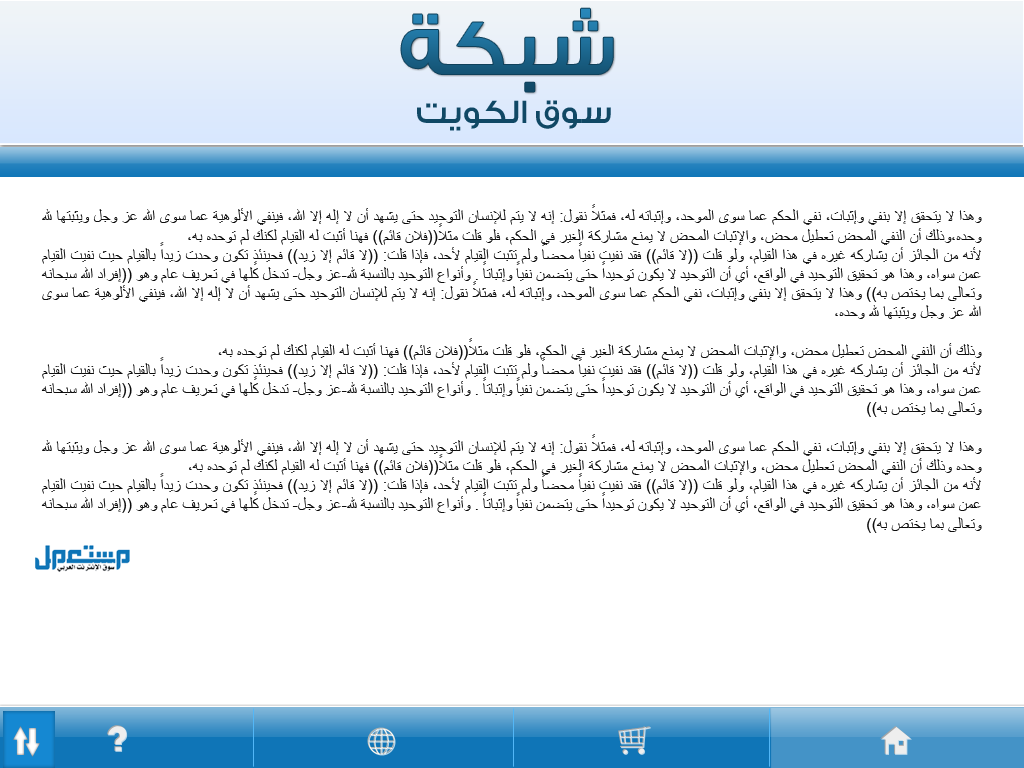 شبكة
سوق الكويت
وهذا لا يتحقق إلا بنفي وإثبات، نفي الحكم عما سوى الموحد، وإثباته له، فمثلاً نقول: إنه لا يتم للإنسان التوحيد حتى يشهد أن لا إله إلا الله، فينفي الألوهية عما سوى الله عز وجل ويثبتها لله
وحده،وذلك أن النفي المحض تعطيل محض، والإثبات المحض لا يمنع مشاركة الغير في الحكم، فلو قلت مثلاً((فلان قائم)) فهنا أثبت له القيام لكنك لم توحده به،
لأنه من الجائز أن يشاركه غيره في هذا القيام، ولو قلت ((لا قائم)) فقد نفيت نفياً محضاً ولم تثبت القيام لأحد، فإذا قلت: ((لا قائم إلا زيد)) فحينئذٍ تكون وحدت زيداً بالقيام حيث نفيت القيام
عمن سواه، وهذا هو تحقيق التوحيد في الواقع، أي أن التوحيد لا يكون توحيداً حتى يتضمن نفياً وإثباتاً . وأنواع التوحيد بالنسبة لله-عز وجل- تدخل كلها في تعريف عام وهو ((إفراد الله سبحانه
وتعالى بما يختص به)) وهذا لا يتحقق إلا بنفي وإثبات، نفي الحكم عما سوى الموحد، وإثباته له، فمثلاً نقول: إنه لا يتم للإنسان التوحيد حتى يشهد أن لا إله إلا الله، فينفي الألوهية عما سوى
الله عز وجل ويثبتها لله وحده،
وذلك أن النفي المحض تعطيل محض، والإثبات المحض لا يمنع مشاركة الغير في الحكم، فلو قلت مثلاً((فلان قائم)) فهنا أثبت له القيام لكنك لم توحده به،
لأنه من الجائز أن يشاركه غيره في هذا القيام، ولو قلت ((لا قائم)) فقد نفيت نفياً محضاً ولم تثبت القيام لأحد، فإذا قلت: ((لا قائم إلا زيد)) فحينئذٍ تكون وحدت زيداً بالقيام حيث نفيت القيام
عمن سواه، وهذا هو تحقيق التوحيد في الواقع، أي أن التوحيد لا يكون توحيداً حتى يتضمن نفياً وإثباتاً . وأنواع التوحيد بالنسبة لله-عز وجل- تدخل كلها في تعريف عام وهو ((إفراد الله سبحانه
وتعالى بما يختص به))
وهذا لا يتحقق إلا بنفي وإثبات، نفي الحكم عما سوى الموحد، وإثباته له، فمثلاً نقول: إنه لا يتم للإنسان التوحيد حتى يشهد أن لا إله إلا الله، فينفي الألوهية عما سوى الله عز وجل ويثبتها لله
وحده وذلك أن النفي المحض تعطيل محض، والإثبات المحض لا يمنع مشاركة الغير في الحكم، فلو قلت مثلاً((فلان قائم)) فهنا أثبت له القيام لكنك لم توحده به،
لأنه من الجائز أن يشاركه غيره في هذا القيام، ولو قلت ((لا قائم)) فقد نفيت نفياً محضاً ولم تثبت القيام لأحد، فإذا قلت: ((لا قائم إلا زيد)) فحينئذٍ تكون وحدت زيداً بالقيام حيث نفيت القيام
عمن سواه، وهذا هو تحقيق التوحيد في الواقع، أي أن التوحيد لا يكون توحيداً حتى يتضمن نفياً وإثباتاً . وأنواع التوحيد بالنسبة لله-عز وجل- تدخل كلها في تعريف عام وهو ((إفراد الله سبحانه
وتعالى بما يختص به))
مستعمل
سوق الانترنت العربي